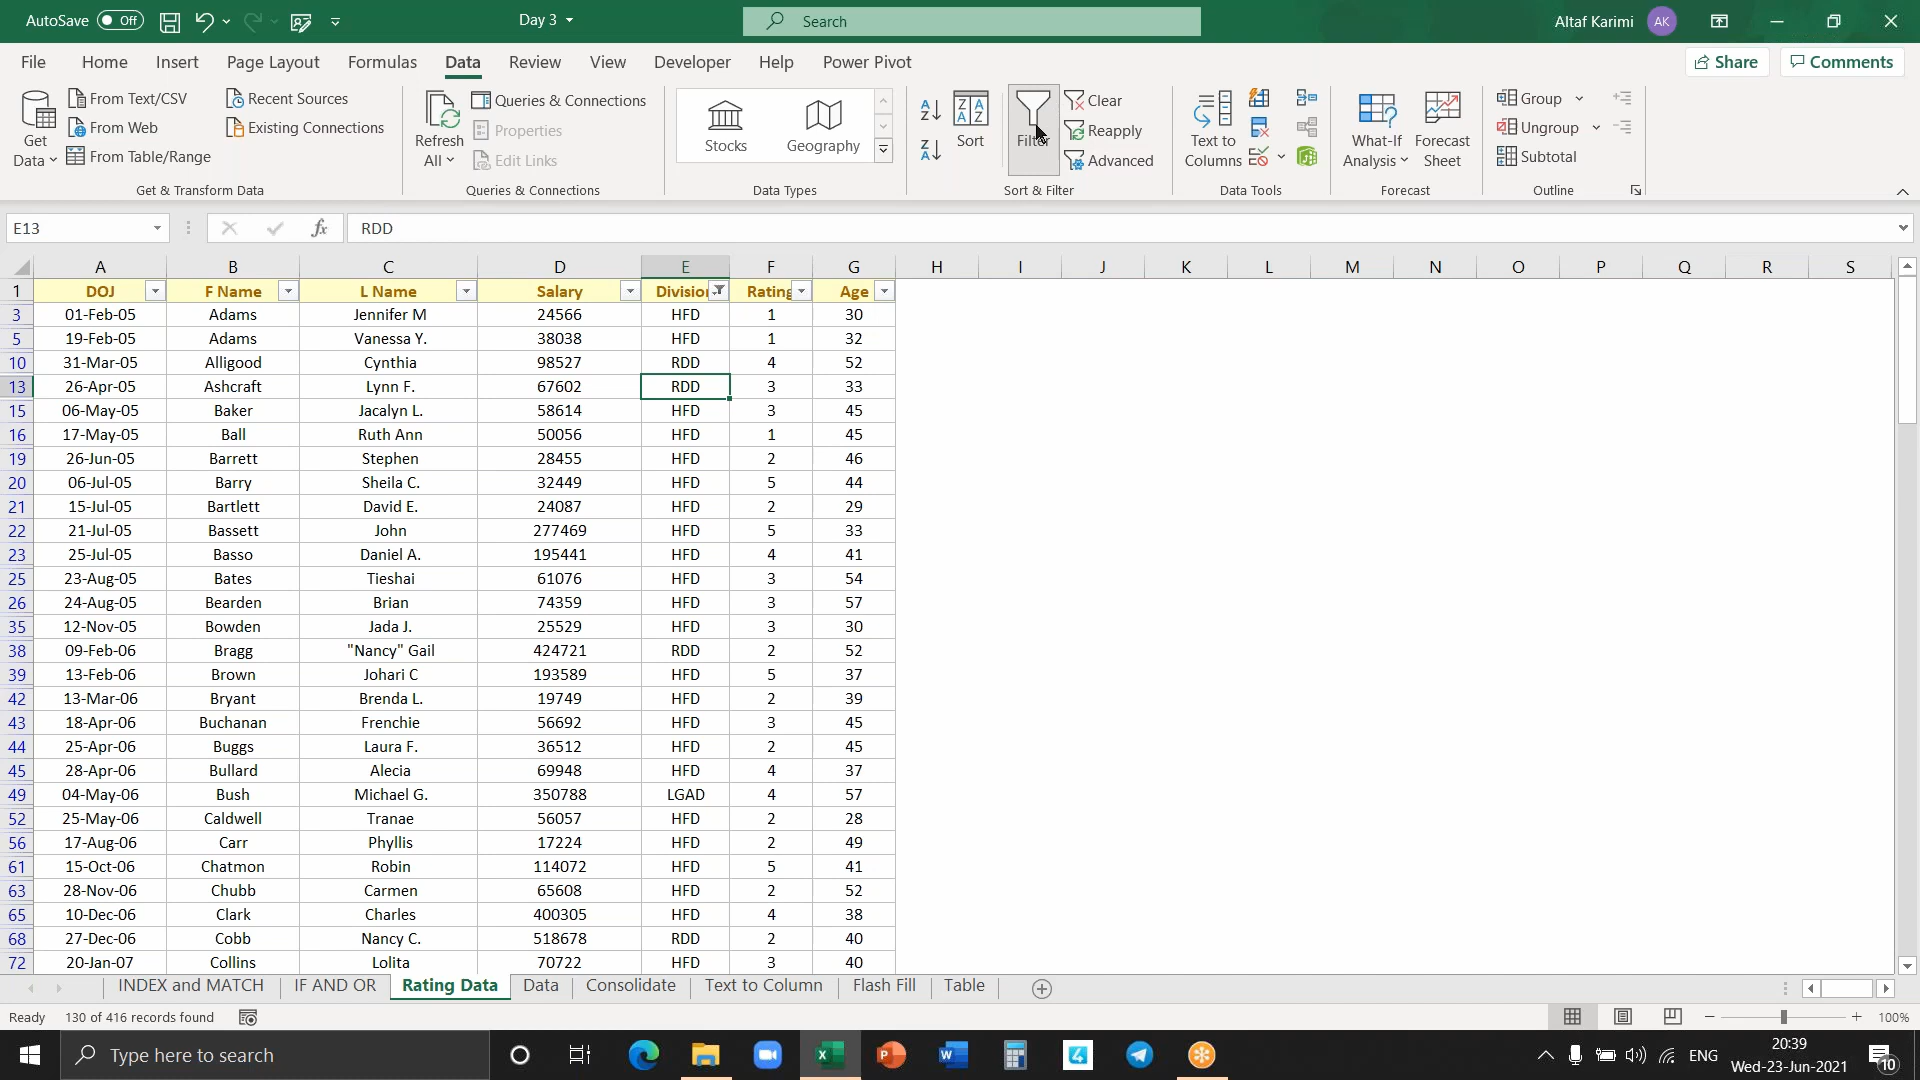 AutoSave Off Day 3 Search Altaf Karimi AK
File Home Insert Page Layout Formulas Data Review View Developer Help Power Pivot Share Comments
Get Data From Text/CSV From Web From Table/Range Recent Sources Existing Connections
Refresh All Queries & Connections Properties Edit Links
Stocks Geography
Sort Filter Clear Reapply Advanced
Text to Columns
What-If Analysis Forecast Sheet
Group Ungroup Subtotal
Get & Transform Data Queries & Connections Data Types Sort & Filter Data Tools Forecast Outline
E13 fx RDD
A B C D E F G H I J K L M N O P Q R S
1 DOJ F Name L Name Salary Division Rating Age
3 01-Feb-05 Adams Jennifer M 24566 HFD 1 30
5 19-Feb-05 Adams Vanessa Y. 38038 HFD 1 32
10 31-Mar-05 Alligood Cynthia 98527 RDD 4 52
13 26-Apr-05 Ashcraft Lynn F. 67602 RDD 3 33
15 06-May-05 Baker Jacalyn L. 58614 HFD 3 45
16 17-May-05 Ball Ruth Ann 50056 HFD 1 45
19 26-Jun-05 Barrett Stephen 28455 HFD 2 46
20 06-Jul-05 Barry Sheila C. 32449 HFD 5 44
21 15-Jul-05 Bartlett David E. 24087 HFD 2 29
22 21-Jul-05 Bassett John 277469 HFD 5 33
23 25-Jul-05 Basso Daniel A. 195441 HFD 4 41
25 23-Aug-05 Bates Tieshai 61076 HFD 3 54
26 24-Aug-05 Bearden Brian 74359 HFD 3 57
35 12-Nov-05 Bowden Jada J. 25529 HFD 3 30
38 09-Feb-06 Bragg "Nancy" Gail 424721 RDD 2 52
39 13-Feb-06 Brown Johari C 193589 HFD 5 37
42 13-Mar-06 Bryant Brenda L. 19749 HFD 2 39
43 18-Apr-06 Buchanan Frenchie 56692 HFD 3 45
44 25-Apr-06 Buggs Laura F. 36512 HFD 2 45
45 28-Apr-06 Bullard Alecia 69948 HFD 4 37
49 04-May-06 Bush Michael G. 350788 LGAD 4 57
52 25-May-06 Caldwell Tranae 56057 HFD 2 28
56 17-Aug-06 Carr Phyllis 17224 HFD 2 49
61 15-Oct-06 Chatmon Robin 114072 HFD 5 41
63 28-Nov-06 Chubb Carmen 65608 HFD 2 52
65 10-Dec-06 Clark Charles 400305 HFD 4 38
68 27-Dec-06 Cobb Nancy C. 518678 RDD 2 40
72 20-Jan-07 Collins Lolita 70722 HFD 3 40
INDEX and MATCH IF AND OR Rating Data Data Consolidate Text to Column Flash Fill Table
Ready 130 of 416 records found 100%
Type here to search ENG 20:39
Wed-23-Jun-2021 10